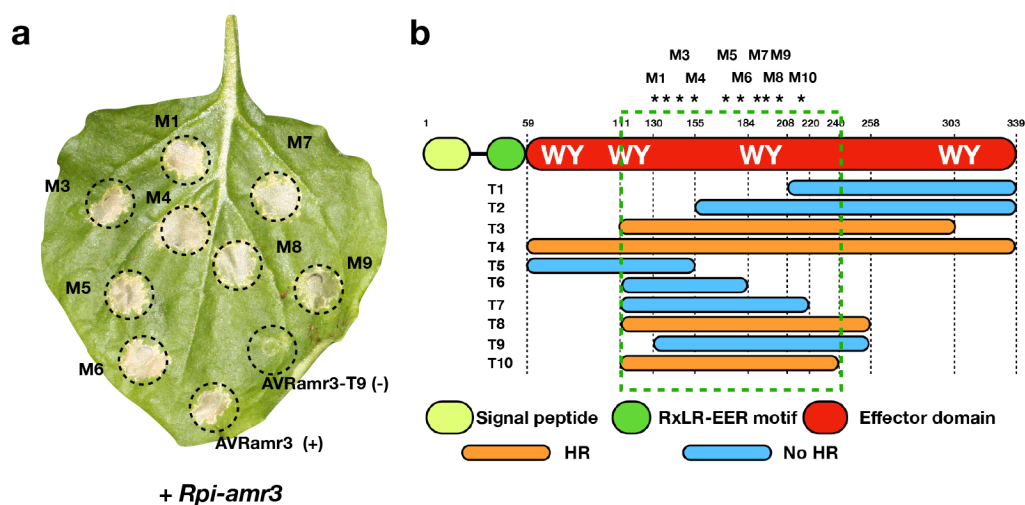 a
M1
M7
M3
M4
M8
M9
M5
M6
AVRamr3-T9 (-)
AVRamr3 (+)
+ Rpi-amr3
b
M3 M5 M7 M9
M1 M4 M6 M8 M10
* * * * * * * * * *
1 59 111 130 155 184 208 220 240 258 303 339
WY WY WY WY
T1
T2
T3
T4
T5
T6
T7
T8
T9
T10
Signal peptide RxLR-EER motif Effector domain
HR No HR